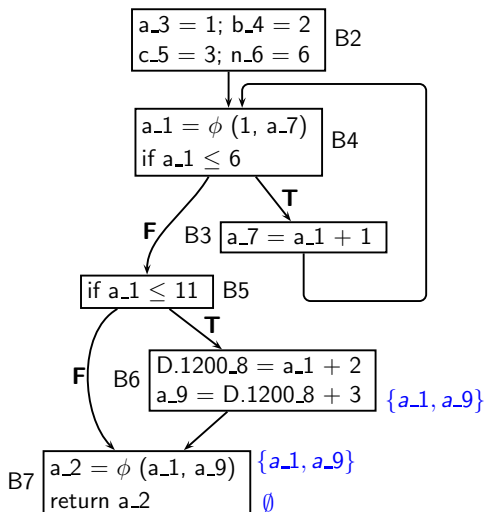 a_3 = 1; b_4 = 2
c_5 = 3; n_6 = 6
B2
a_1 = ϕ (1, a_7)
if a_1 ≤ 6
B4
F
T
B3
a_7 = a_1 + 1
if a_1 ≤ 11
B5
F
T
B6
D.1200_8 = a_1 + 2
a_9 = D.1200_8 + 3
{a_1, a_9}
B7
a_2 = ϕ (a_1, a_9)
{a_1, a_9}
return a_2
∅